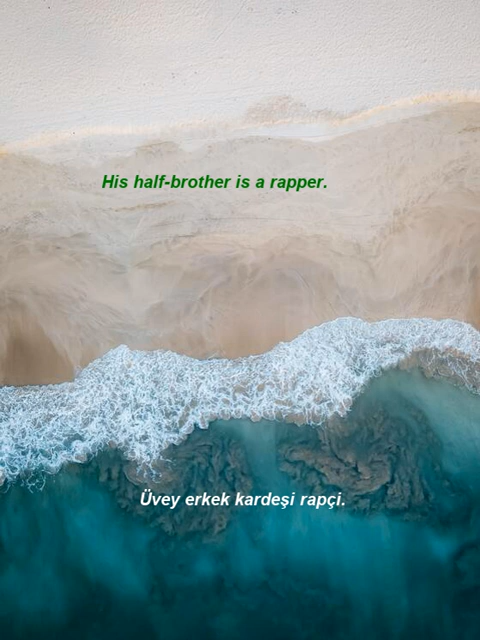 His half-brother is a rapper.
Üvey erkek kardeşi rapçi.